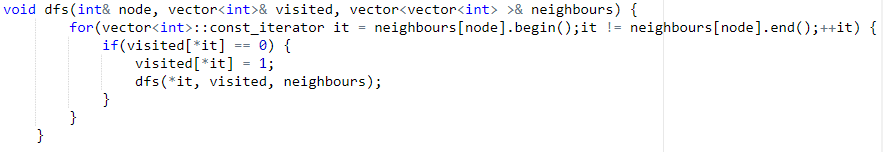 void dfs(int& node, vector<int>& visited, vector<vector<int> >& neighbours) {
        for(vector<int>::const_iterator it = neighbours[node].begin();it != neighbours[node].end();++it) {
            if(visited[*it] == 0) {
                visited[*it] = 1;
                dfs(*it, visited, neighbours);
            }
        }
    }